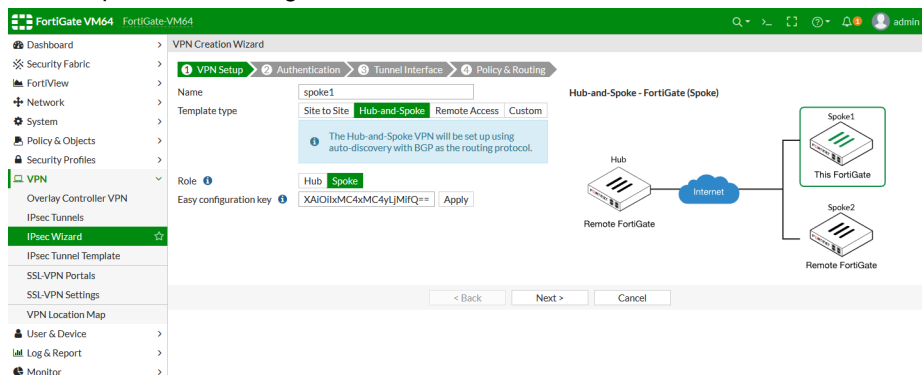 FortiGate VM64 FortiGate-VM64
admin
Dashboard
Security Fabric
FortiView
Network
System
Policy & Objects
Security Profiles
VPN
Overlay Controller VPN
IPsec Tunnels
IPsec Wizard
IPsec Tunnel Template
SSL-VPN Portals
SSL-VPN Settings
VPN Location Map
User & Device
Log & Report
Monitor
VPN Creation Wizard
1 VPN Setup 2 Authentication 3 Tunnel Interface 4 Policy & Routing
Name spoke1
Template type Site to Site Hub-and-Spoke Remote Access Custom
The Hub-and-Spoke VPN will be set up using
auto-discovery with BGP as the routing protocol.
Role Hub Spoke
Easy configuration key XAiOiIxMC4xMC4yLjMifQ== Apply
Hub-and-Spoke - FortiGate (Spoke)
Spoke1
This FortiGate
Hub
Internet
Remote FortiGate
Spoke2
Remote FortiGate
< Back Next > Cancel